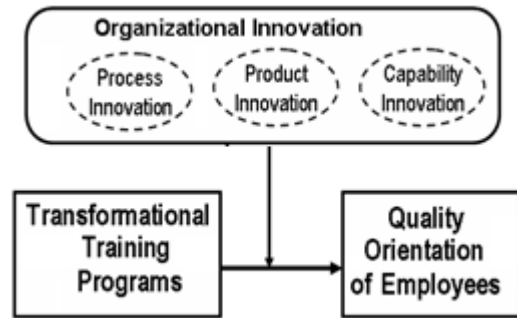 Organizational Innovation
Process
Innovation
Product
Innovation
Capability
Innovation
Transformational
Training
Programs
Quality
Orientation
of Employees